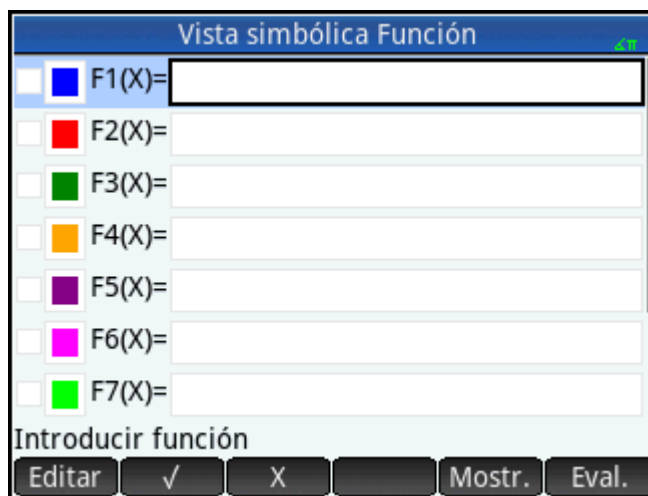 Vista simbólica Función
∡π
F1(X)=
F2(X)=
F3(X)=
F4(X)=
F5(X)=
F6(X)=
F7(X)=
Introducir función
Editar √ X Mostr. Eval.